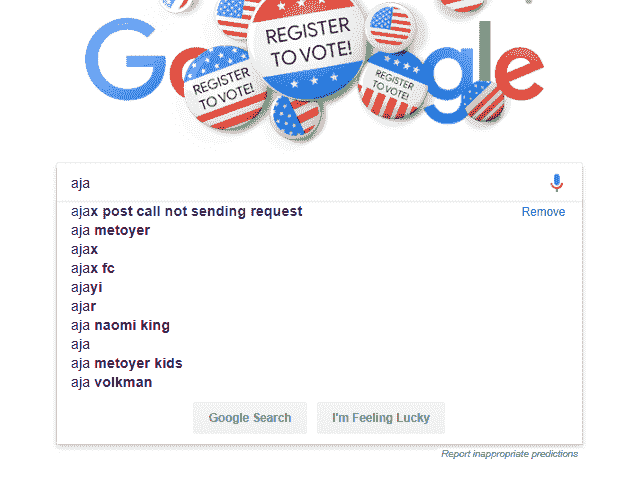 REGISTER
TO VOTE!
REGISTER
TO VOTE!
REGISTER
TO VOTE!
Google
aja
ajax post call not sending request
Remove
aja metoyer
ajax
ajax fc
ajayi
ajar
aja naomi king
aja
aja metoyer kids
aja volkman
Google Search
I'm Feeling Lucky
Report inappropriate predictions